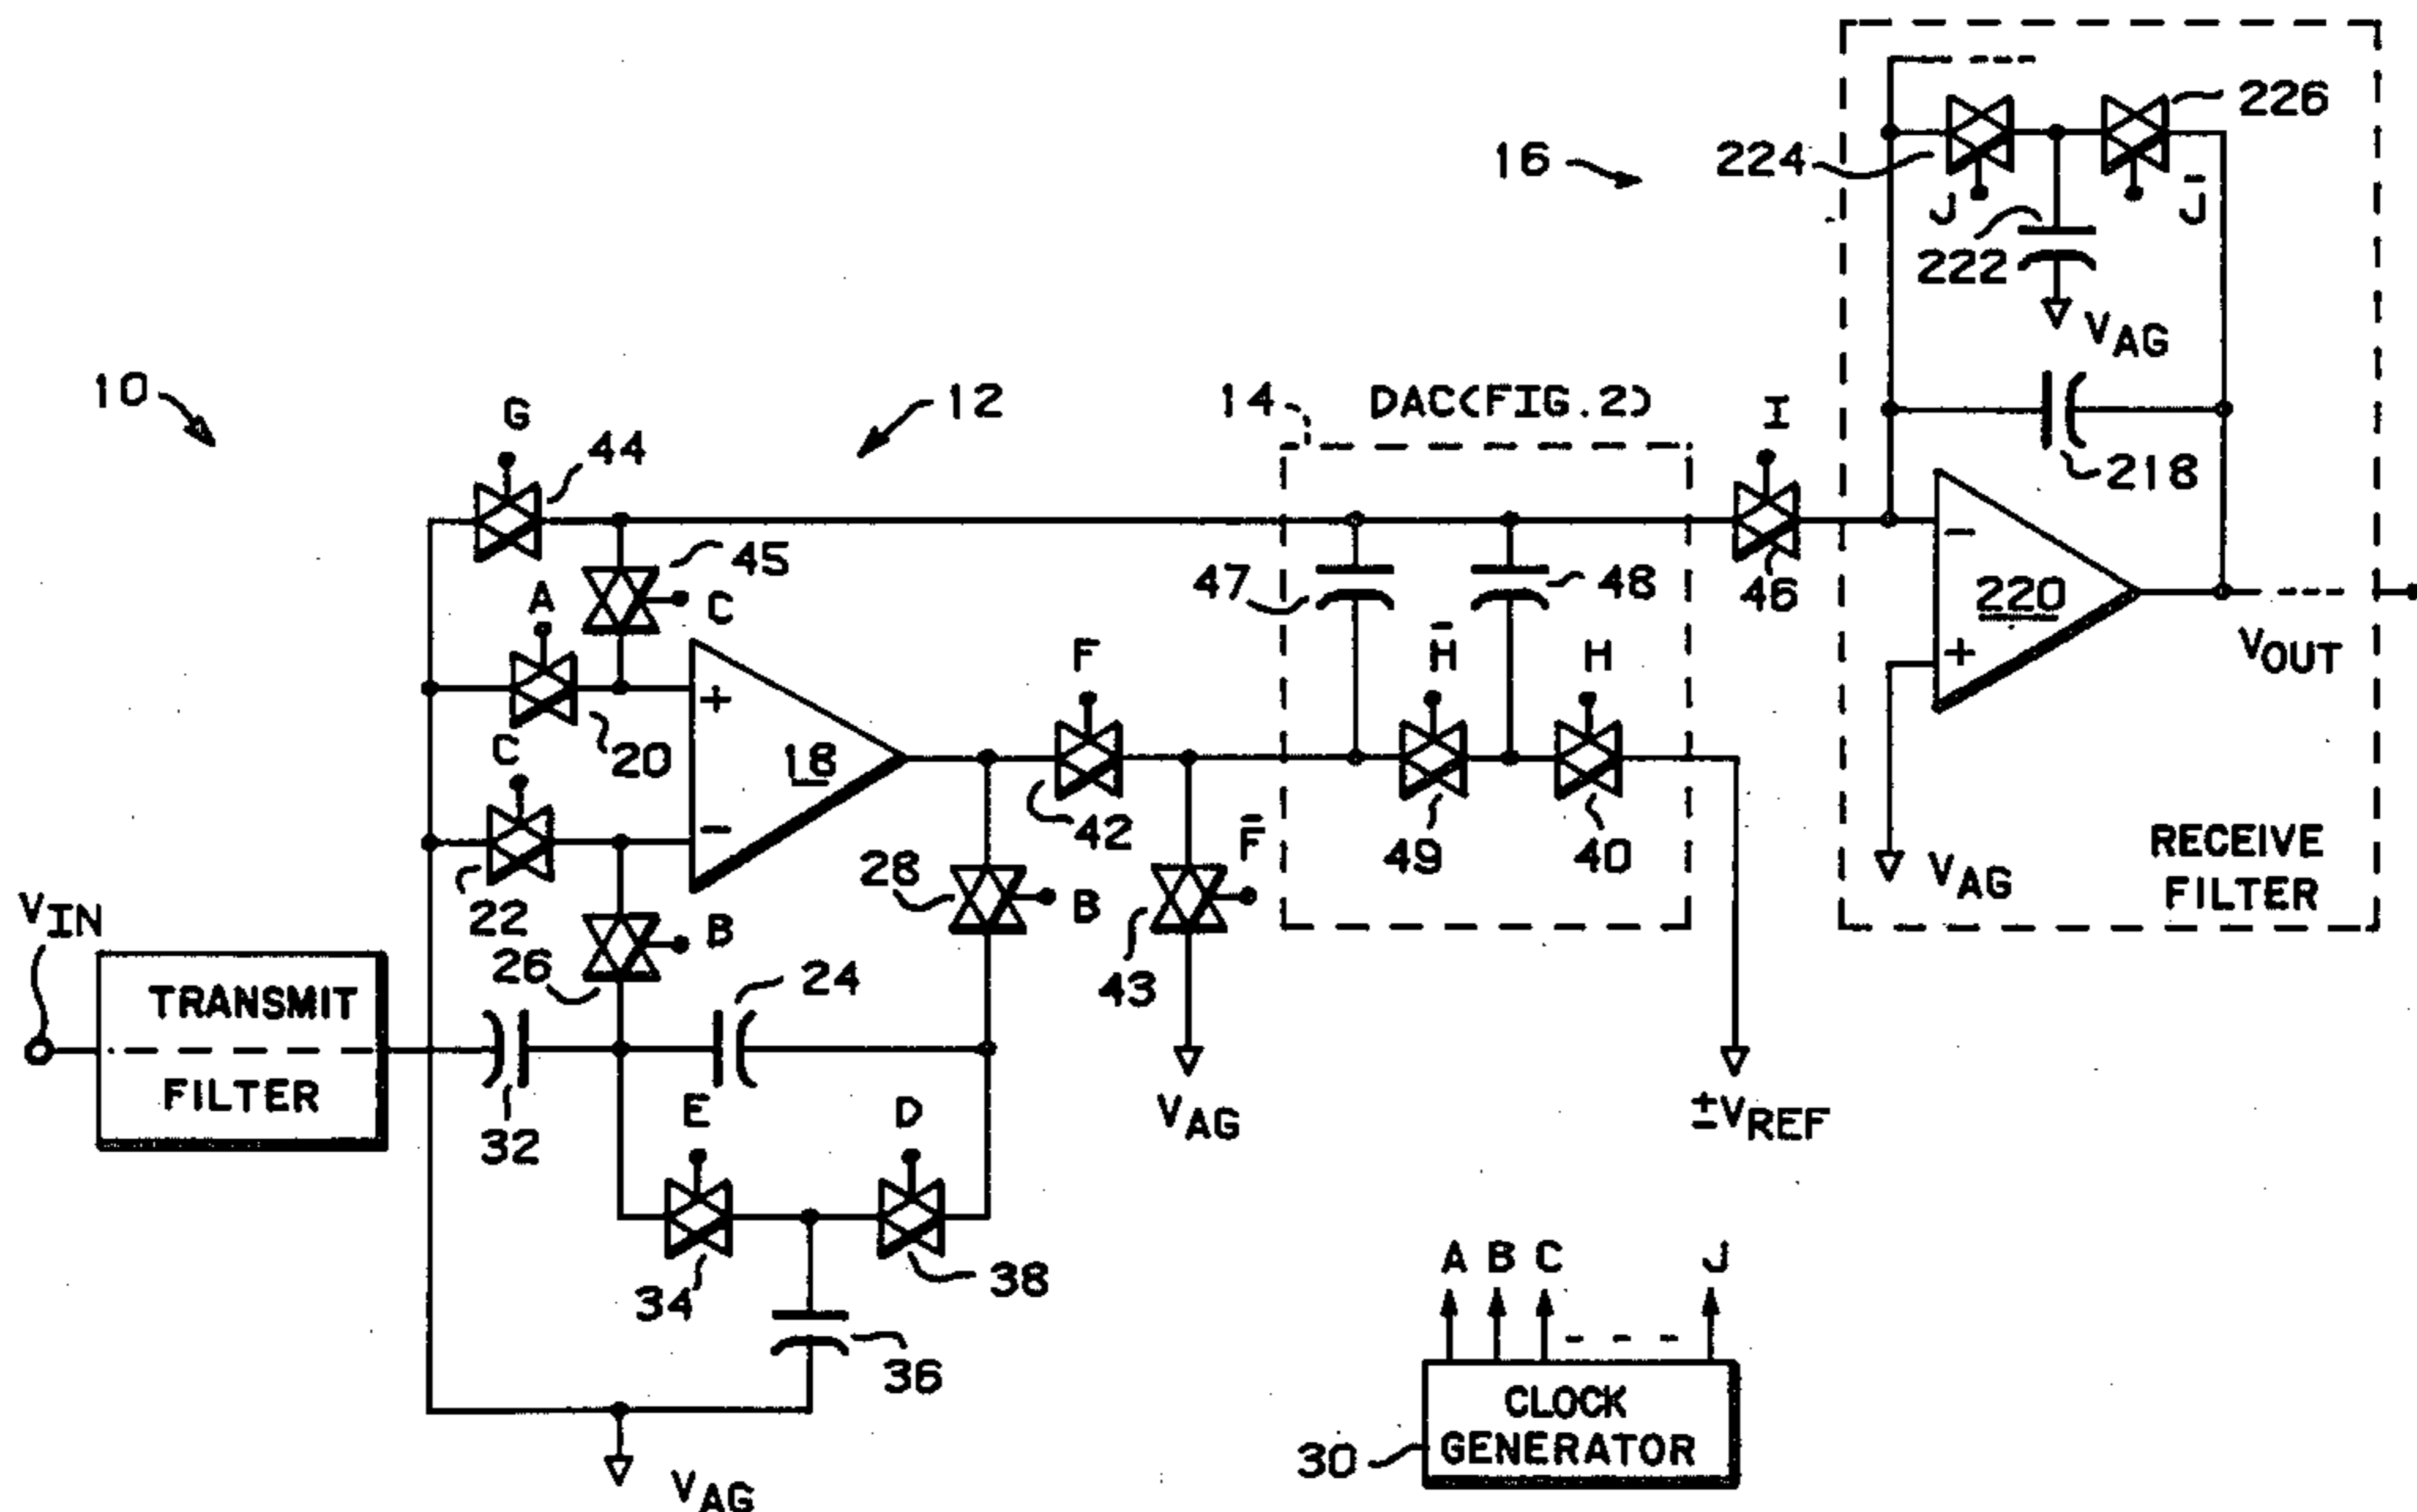 226
16
224
J
J̄
222
VAG
10
G
44
12
14
DAC(FIG.2)
I
218
45
A
C
47
48
46
220
+
−
VOUT
20
C
+
−
18
F
H̄
H
42
49
40
F̄
VAG
RECEIVE
FILTER
22
B
28
B
43
VIN
26
24
TRANSMIT
FILTER
32
E
D
VAG
±VREF
34
38
36
A B C - - - J
CLOCK
GENERATOR
30
VAG